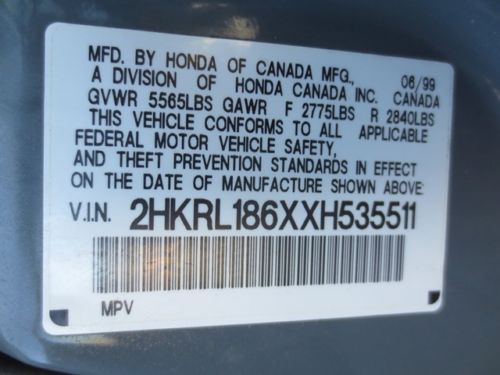 MFD. BY HONDA OF CANADA MFG., 06/99
A DIVISION OF HONDA CANADA INC. CANADA
GVWR 5565LBS GAWR F 2775LBS R 2840LBS
THIS VEHICLE CONFORMS TO ALL APPLICABLE
FEDERAL MOTOR VEHICLE SAFETY,
AND THEFT PREVENTION STANDARDS IN EFFECT
ON THE DATE OF MANUFACTURE SHOWN ABOVE:
V.I.N. 2HKRL186XXH535511
MPV